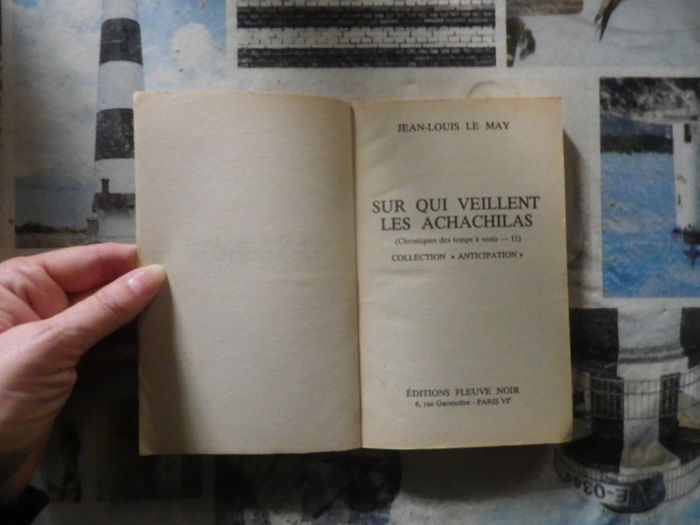 JEAN-LOUIS LE MAY
SUR QUI VEILLENT
LES ACHACHILAS
(Chroniques des temps à venir — 11)
COLLECTION « ANTICIPATION »
ÉDITIONS FLEUVE NOIR
6, rue Garancière - PARIS VIᵉ
E-034